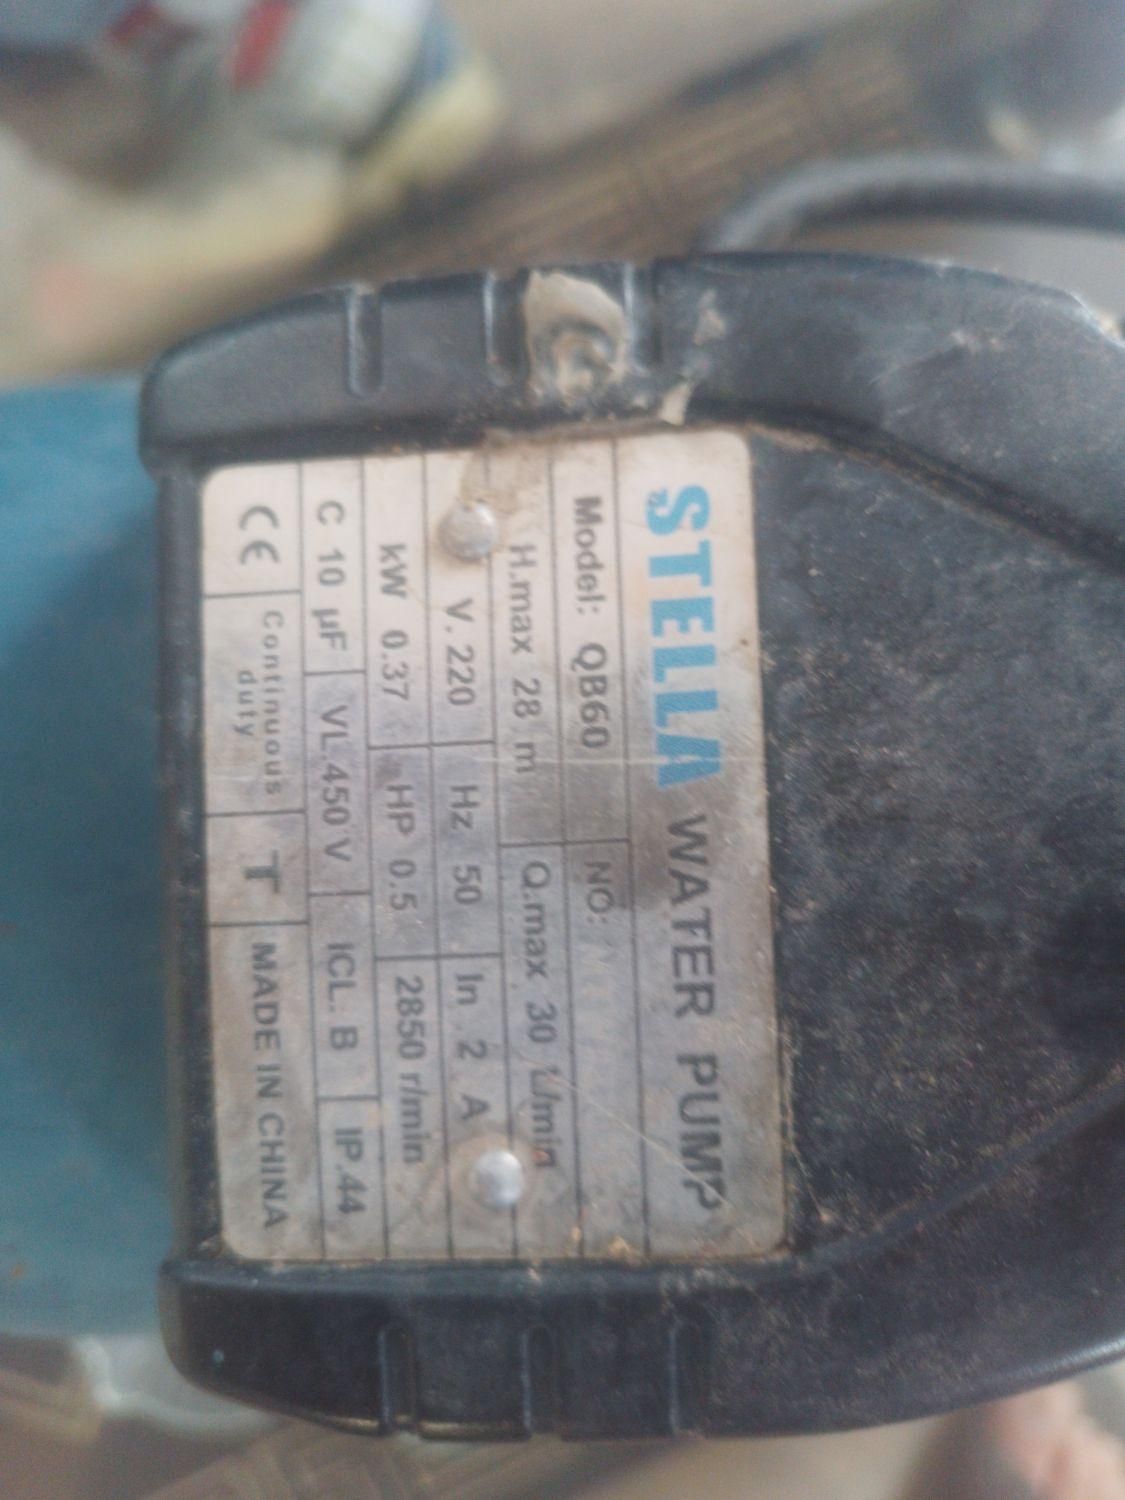 STELLA WATER PUMP
Model: QB60 NO:
H.max 28 m Q.max 30 L/min
V. 220 Hz 50 In 2 A
kW 0.37 HP 0.5 2850 r/min
C 10 µF VL.450 V ICL. B IP.44
CE Continuous duty T MADE IN CHINA